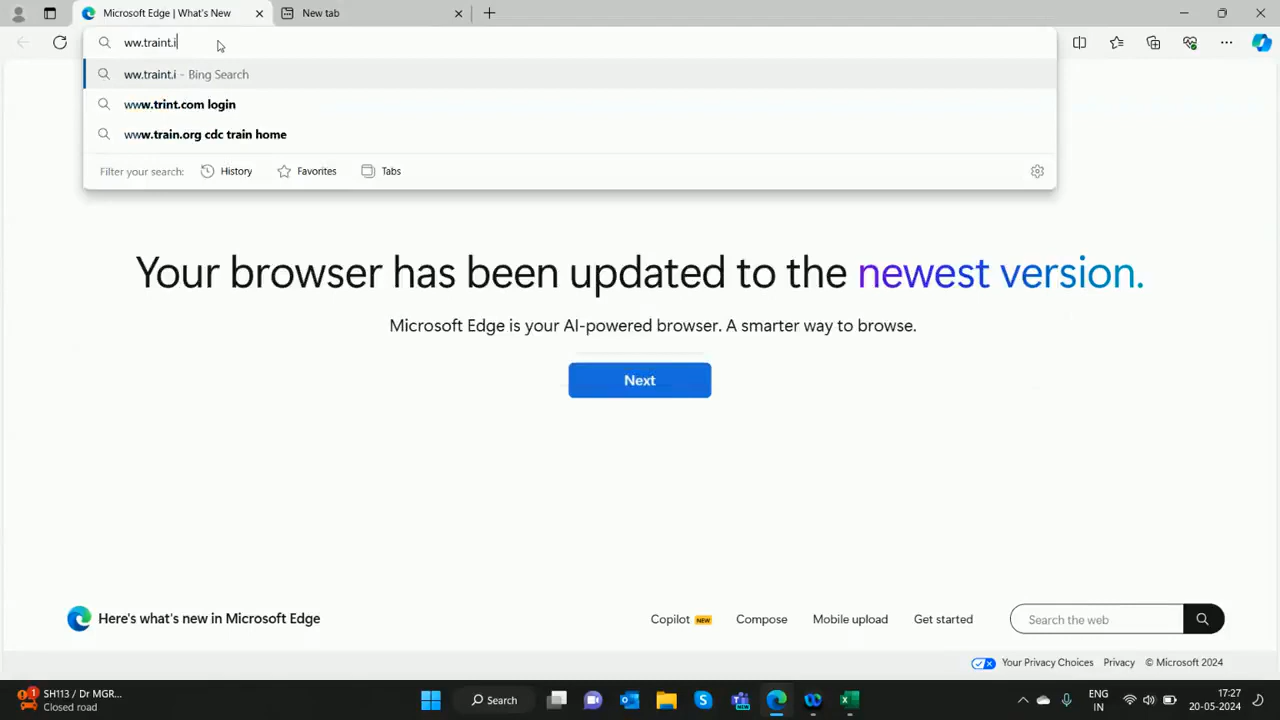 Microsoft Edge | What's New
New tab
ww.traint.i
ww.traint.i - Bing Search
www.trint.com login
www.train.org cdc train home
Filter your search:
History
Favorites
Tabs
Your browser has been updated to the newest version.
Microsoft Edge is your AI-powered browser. A smarter way to browse.
Next
Here's what's new in Microsoft Edge
Copilot NEW
Compose
Mobile upload
Get started
Search the web
Your Privacy Choices
Privacy
© Microsoft 2024
1
SH113 / Dr MGR...
Closed road
Search
ENG
IN
17:27
20-05-2024